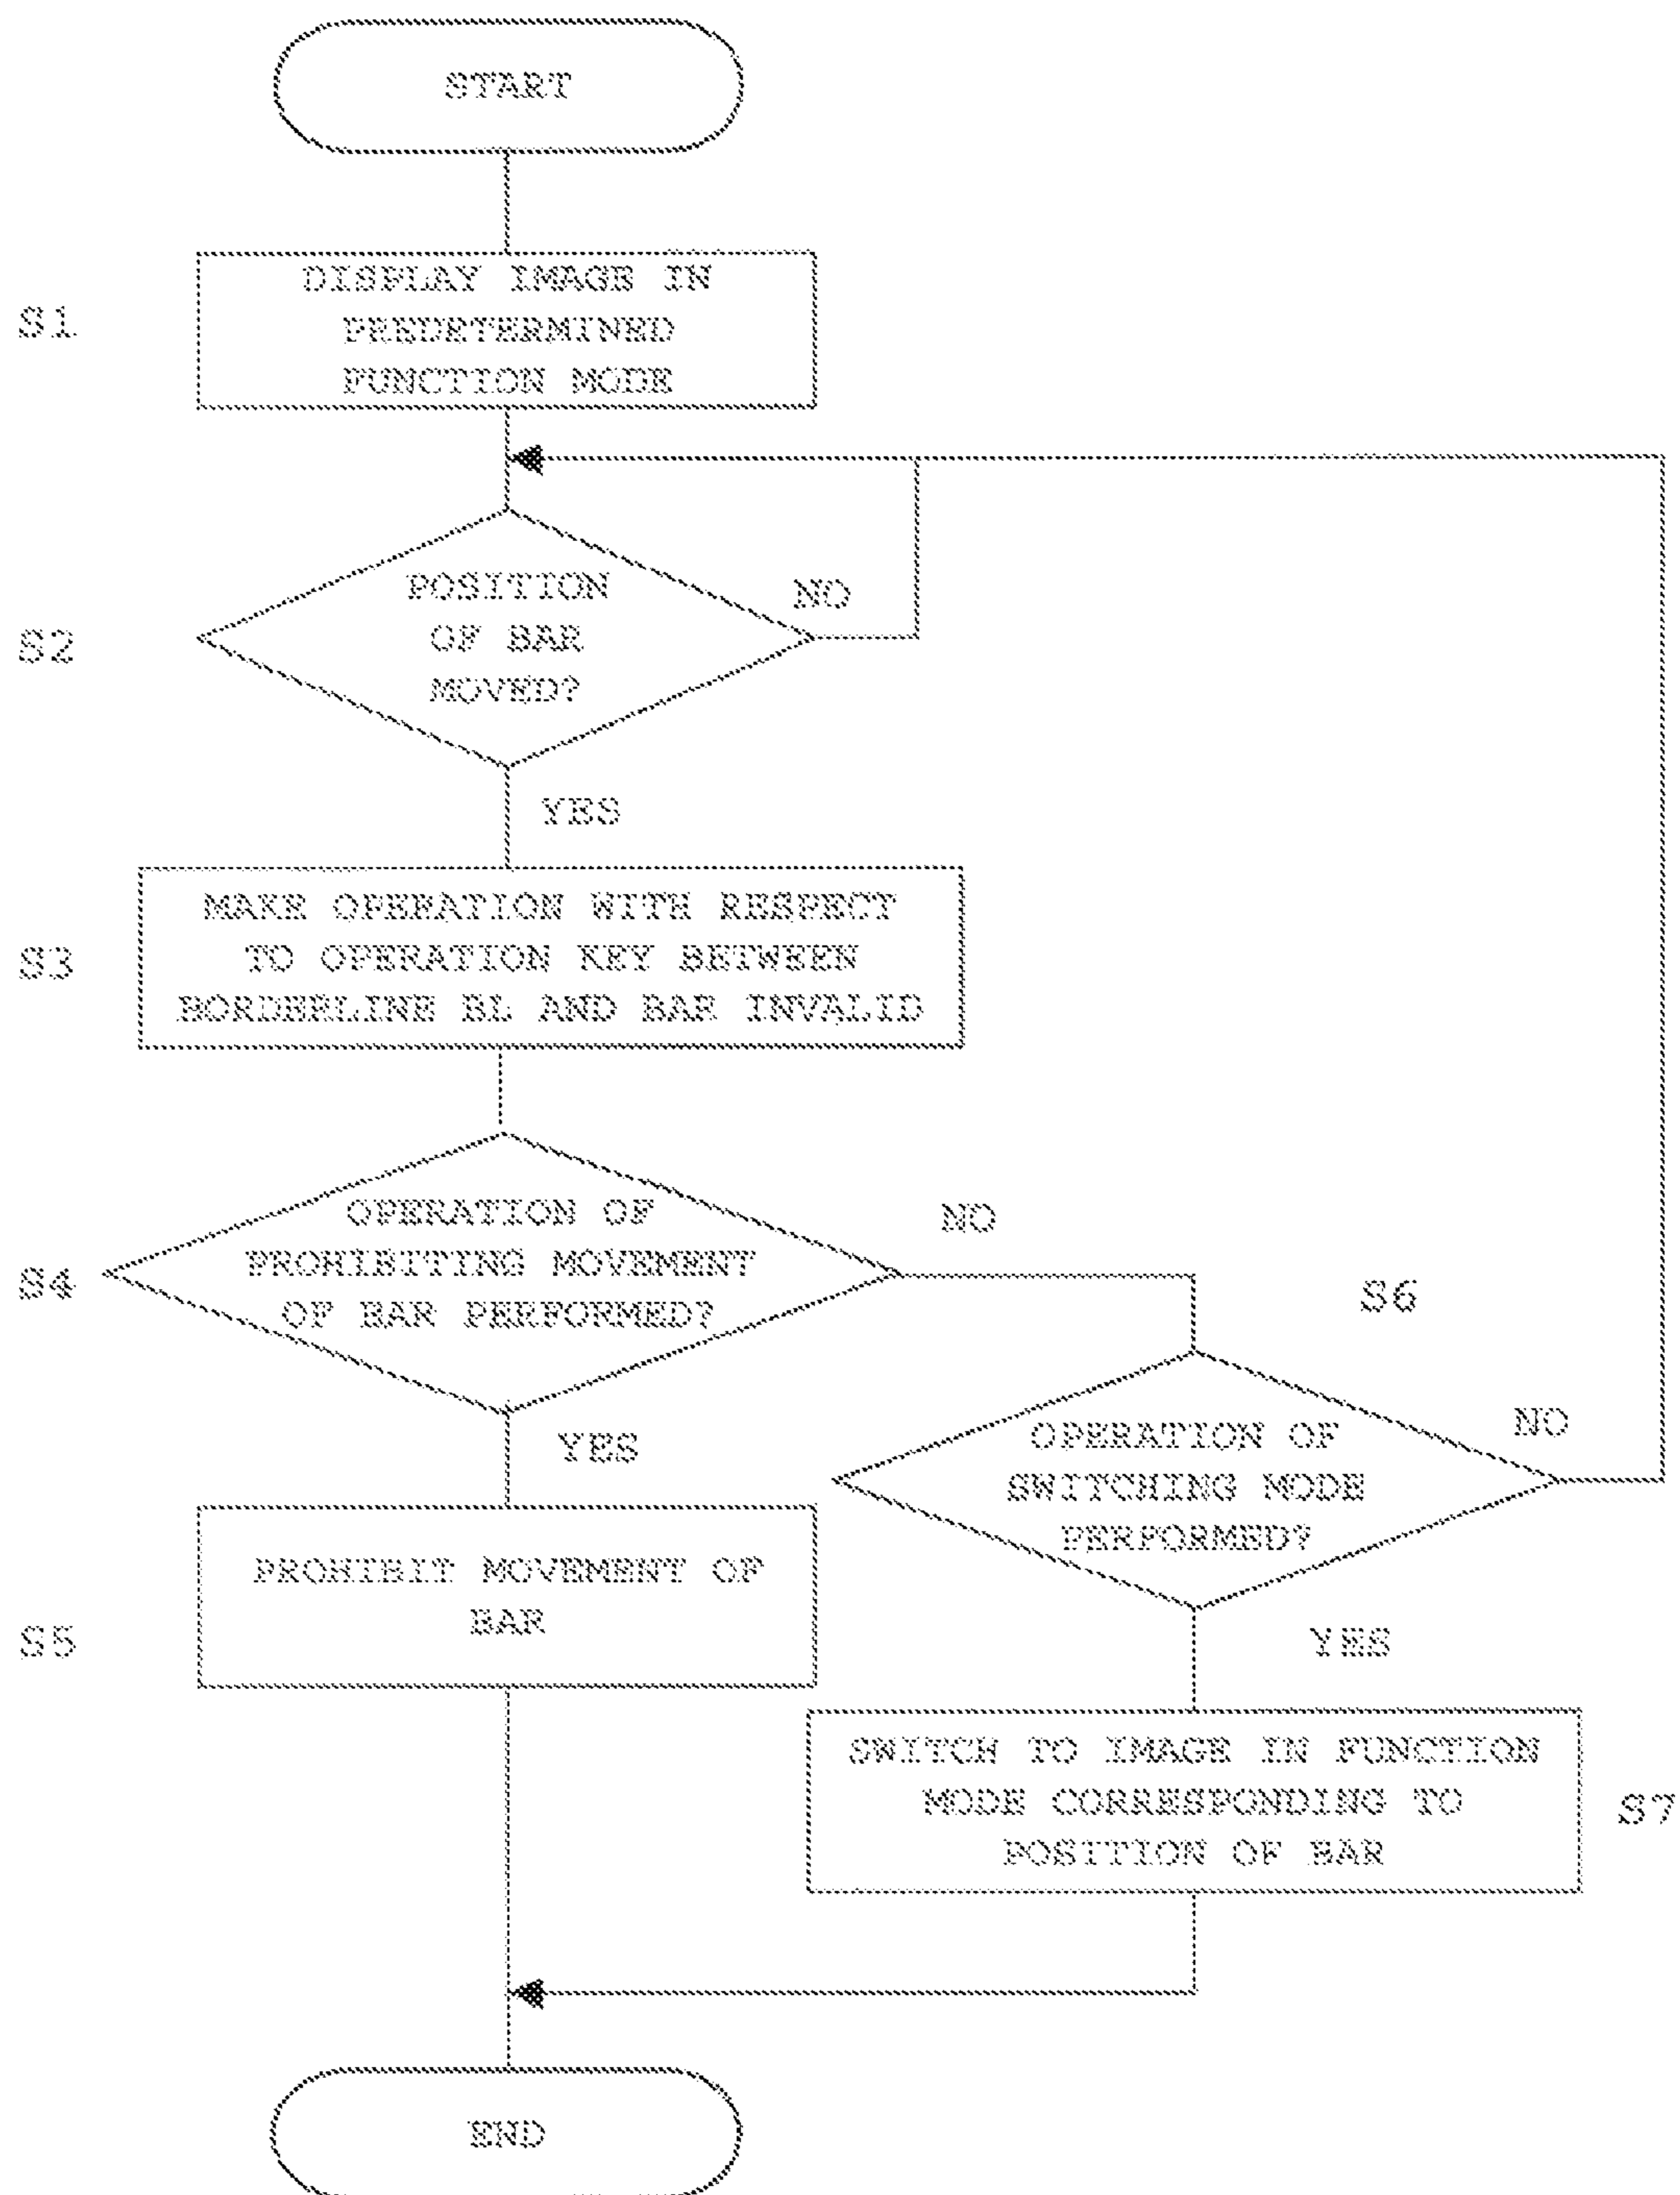 START
S1
DISPLAY IMAGE IN
PREDETERMINED
FUNCTION MODE
S2
POSITION
OF BAR
MOVED?
NO
YES
S3
MAKE OPERATION WITH RESPECT
TO OPERATION KEY BETWEEN
BORDERLINE BL AND BAR INVALID
S4
OPERATION OF
PROHIBITING MOVEMENT
OF BAR PERFORMED?
NO
YES
S6
OPERATION OF
SWITCHING MODE
PERFORMED?
NO
YES
S5
PROHIBIT MOVEMENT OF
BAR
SWITCH TO IMAGE IN FUNCTION
MODE CORRESPONDING TO
POSITION OF BAR
S7
END